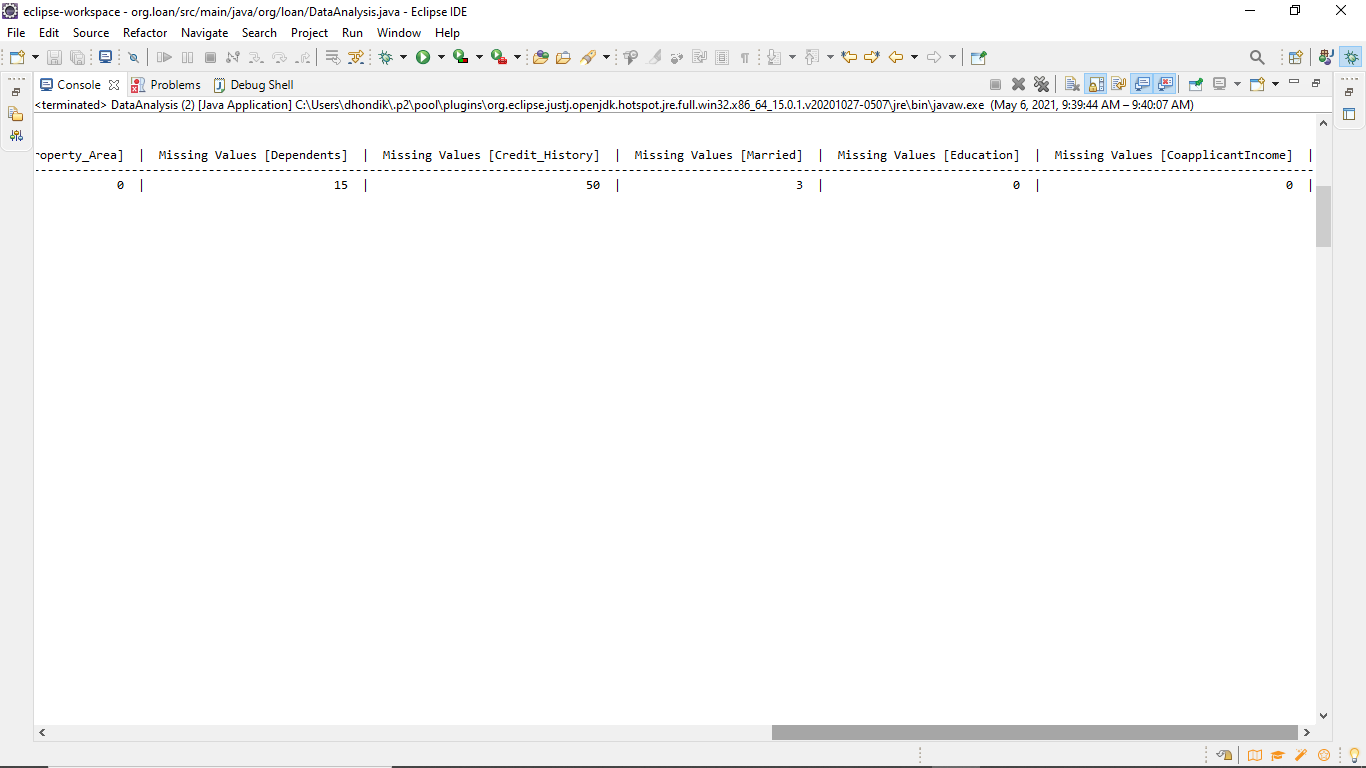 eclipse-workspace - org.loan/src/main/java/org/loan/DataAnalysis.java - Eclipse IDE
File Edit Source Refactor Navigate Search Project Run Window Help
Console Problems Debug Shell
<terminated> DataAnalysis (2) [Java Application] C:\Users\dhondik\.p2\pool\plugins\org.eclipse.justj.openjdk.hotspot.jre.full.win32.x86_64_15.0.1.v20201027-0507\jre\bin\javaw.exe (May 6, 2021, 9:39:44 AM – 9:40:07 AM)
roperty_Area] | Missing Values [Dependents] | Missing Values [Credit_History] | Missing Values [Married] | Missing Values [Education] | Missing Values [CoapplicantIncome] |
0 | 15 | 50 | 3 | 0 | 0 |